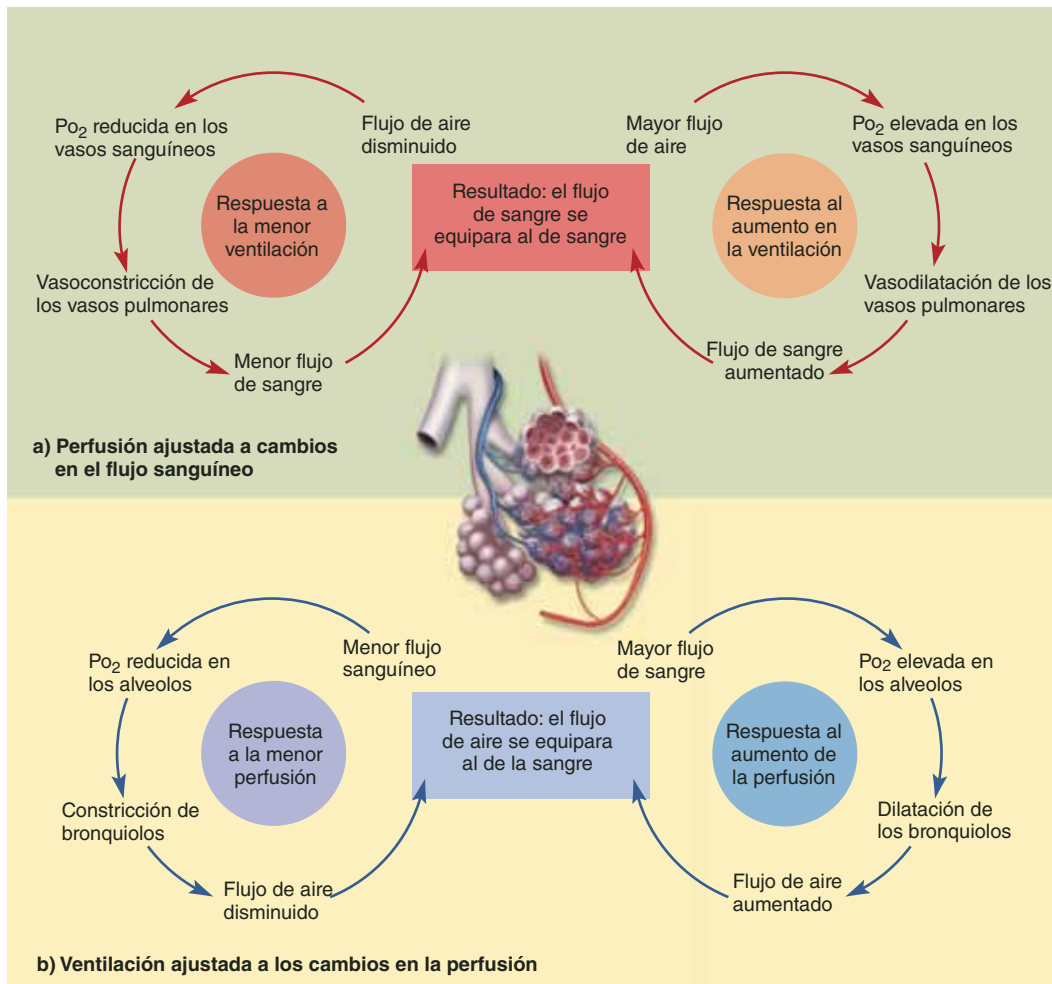 Flujo de aire
disminuido
Po2 reducida en los
vasos sanguíneos
Vasoconstricción de
los vasos pulmonares
Menor flujo
de sangre
Respuesta a
la menor
ventilación
Resultado: el flujo
de sangre se
equipara al de sangre
Mayor flujo
de aire
Po2 elevada en los
vasos sanguíneos
Vasodilatación de los
vasos pulmonares
Flujo de sangre
aumentado
Respuesta al
aumento en
la ventilación
a) Perfusión ajustada a cambios
en el flujo sanguíneo
Menor flujo
sanguíneo
Po2 reducida en
los alveolos
Constricción de
bronquiolos
Flujo de aire
disminuido
Respuesta
a la menor
perfusión
Resultado: el flujo
de aire se equipara
al de la sangre
Mayor flujo
de sangre
Po2 elevada en
los alveolos
Dilatación de
los bronquiolos
Flujo de aire
aumentado
Respuesta al
aumento de
la perfusión
b) Ventilación ajustada a los cambios en la perfusión